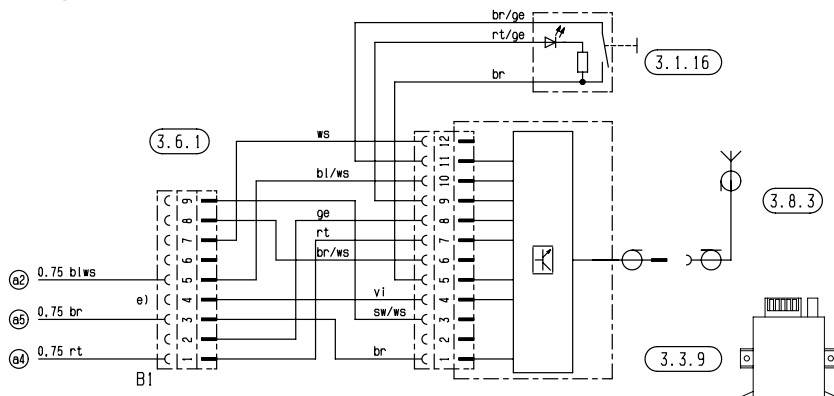 br/ge
rt/ge
br
3.1.16
3.6.1
ws
bl/ws
ge
rt
br/ws
vi
sw/ws
br
12
11
10
9
8
7
6
5
4
3
2
1
3.8.3
9
8
7
6
5
4
3
2
1
a2 0.75 blws
e)
a5 0.75 br
a4 0.75 rt
B1
3.3.9